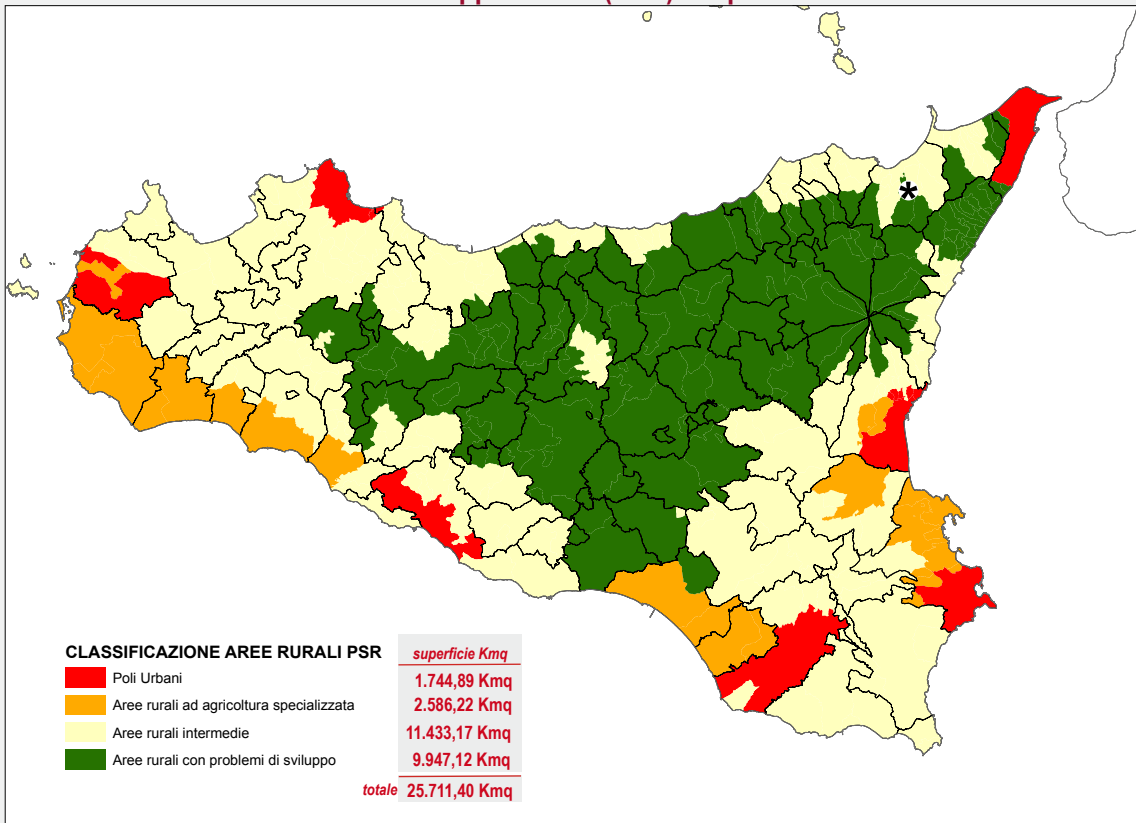 *
CLASSIFICAZIONE AREE RURALI PSR superficie Kmq
Poli Urbani 1.744,89 Kmq
Aree rurali ad agricoltura specializzata 2.586,22 Kmq
Aree rurali intermedie 11.433,17 Kmq
Aree rurali con problemi di sviluppo 9.947,12 Kmq
totale 25.711,40 Kmq